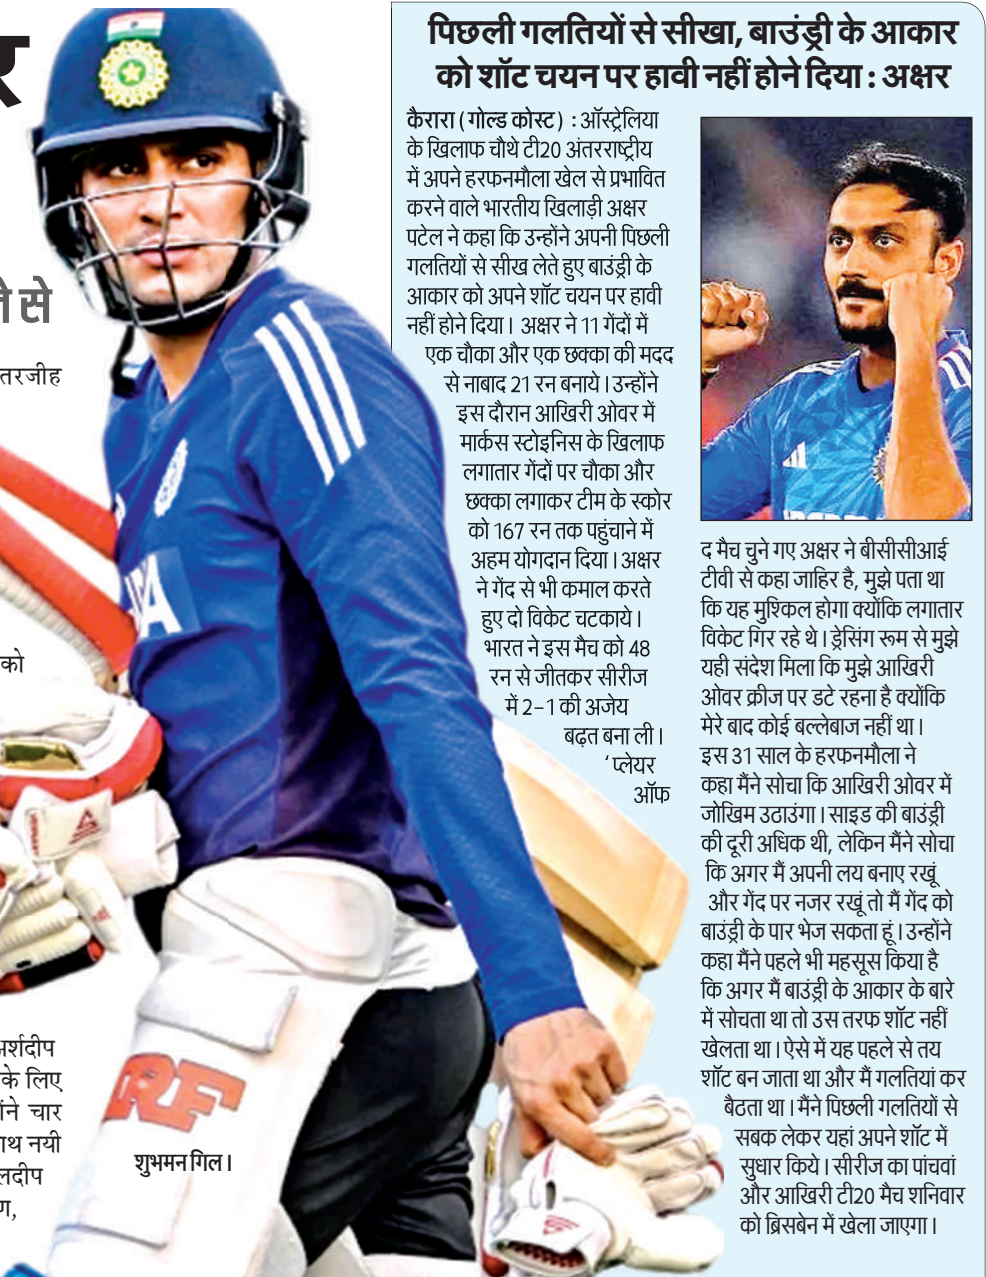 र
पिछली गलतियों से सीखा, बाउंड्री के आकार
को शॉट चयन पर हावी नहीं होने दिया : अक्षर
कैरारा ( गोल्ड कोस्ट ) : ऑस्ट्रेलिया
के खिलाफ चौथे टी20 अंतरराष्ट्रीय
में अपने हरफनमौला खेल से प्रभावित
करने वाले भारतीय खिलाड़ी अक्षर
पटेल ने कहा कि उन्होंने अपनी पिछली
गलतियों से सीख लेते हुए बाउंड्री के
आकार को अपने शॉट चयन पर हावी
नहीं होने दिया। अक्षर ने 11 गेंदों में
एक चौका और एक छक्का की मदद
से नाबाद 21 रन बनाये। उन्होंने
इस दौरान आखिरी ओवर में
मार्कस स्टोइनिस के खिलाफ
लगातार गेंदों पर चौका और
छक्का लगाकर टीम के स्कोर
को 167 रन तक पहुंचाने में
अहम योगदान दिया। अक्षर
ने गेंद से भी कमाल करते
हुए दो विकेट चटकाये।
भारत ने इस मैच को 48
रन से जीतकर सीरीज
में 2-1 की अजेय
बढ़त बना ली।
'प्लेयर
ऑफ
द मैच चुने गए अक्षर ने बीसीसीआई
टीवी से कहा जाहिर है, मुझे पता था
कि यह मुश्किल होगा क्योंकि लगातार
विकेट गिर रहे थे। ड्रेसिंग रूम से मुझे
यही संदेश मिला कि मुझे आखिरी
ओवर क्रीज पर डटे रहना है क्योंकि
मेरे बाद कोई बल्लेबाज नहीं था।
इस 31 साल के हरफनमौला ने
कहा मैंने सोचा कि आखिरी ओवर में
जोखिम उठाउंगा। साइड की बाउंड्री
की दूरी अधिक थी, लेकिन मैंने सोचा
कि अगर मैं अपनी लय बनाए रखूं
और गेंद पर नजर रखूं तो मैं गेंद को
बाउंड्री के पार भेज सकता हूं। उन्होंने
कहा मैंने पहले भी महसूस किया है
कि अगर मैं बाउंड्री के आकार के बारे
में सोचता था तो उस तरफ शॉट नहीं
खेलता था। ऐसे में यह पहले से तय
शॉट बन जाता था और मैं गलतियां कर
बैठता था। मैंने पिछली गलतियों से
सबक लेकर यहां अपने शॉट में
सुधार किये। सीरीज का पांचवां
और आखिरी टी20 मैच शनिवार
को ब्रिसबेन में खेला जाएगा।
से
तरजीह
को
अर्शदीप
के लिए
चार
नयी
शुभमन गिल।